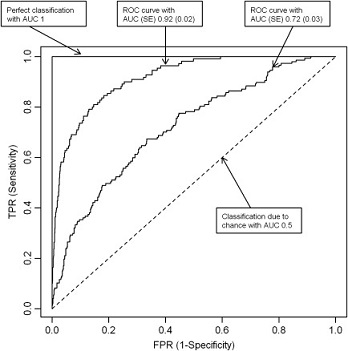 Perfect classification
with AUC 1
ROC curve with
AUC (SE) 0.92 (0.02)
ROC curve with
AUC (SE) 0.72 (0.03)
1.0
0.8
0.6
0.4
0.2
0.0
TPR (Sensitivity)
Classification due to
chance with AUC 0.5
0.0 0.2 0.4 0.6 0.8 1.0
FPR (1-Specificity)